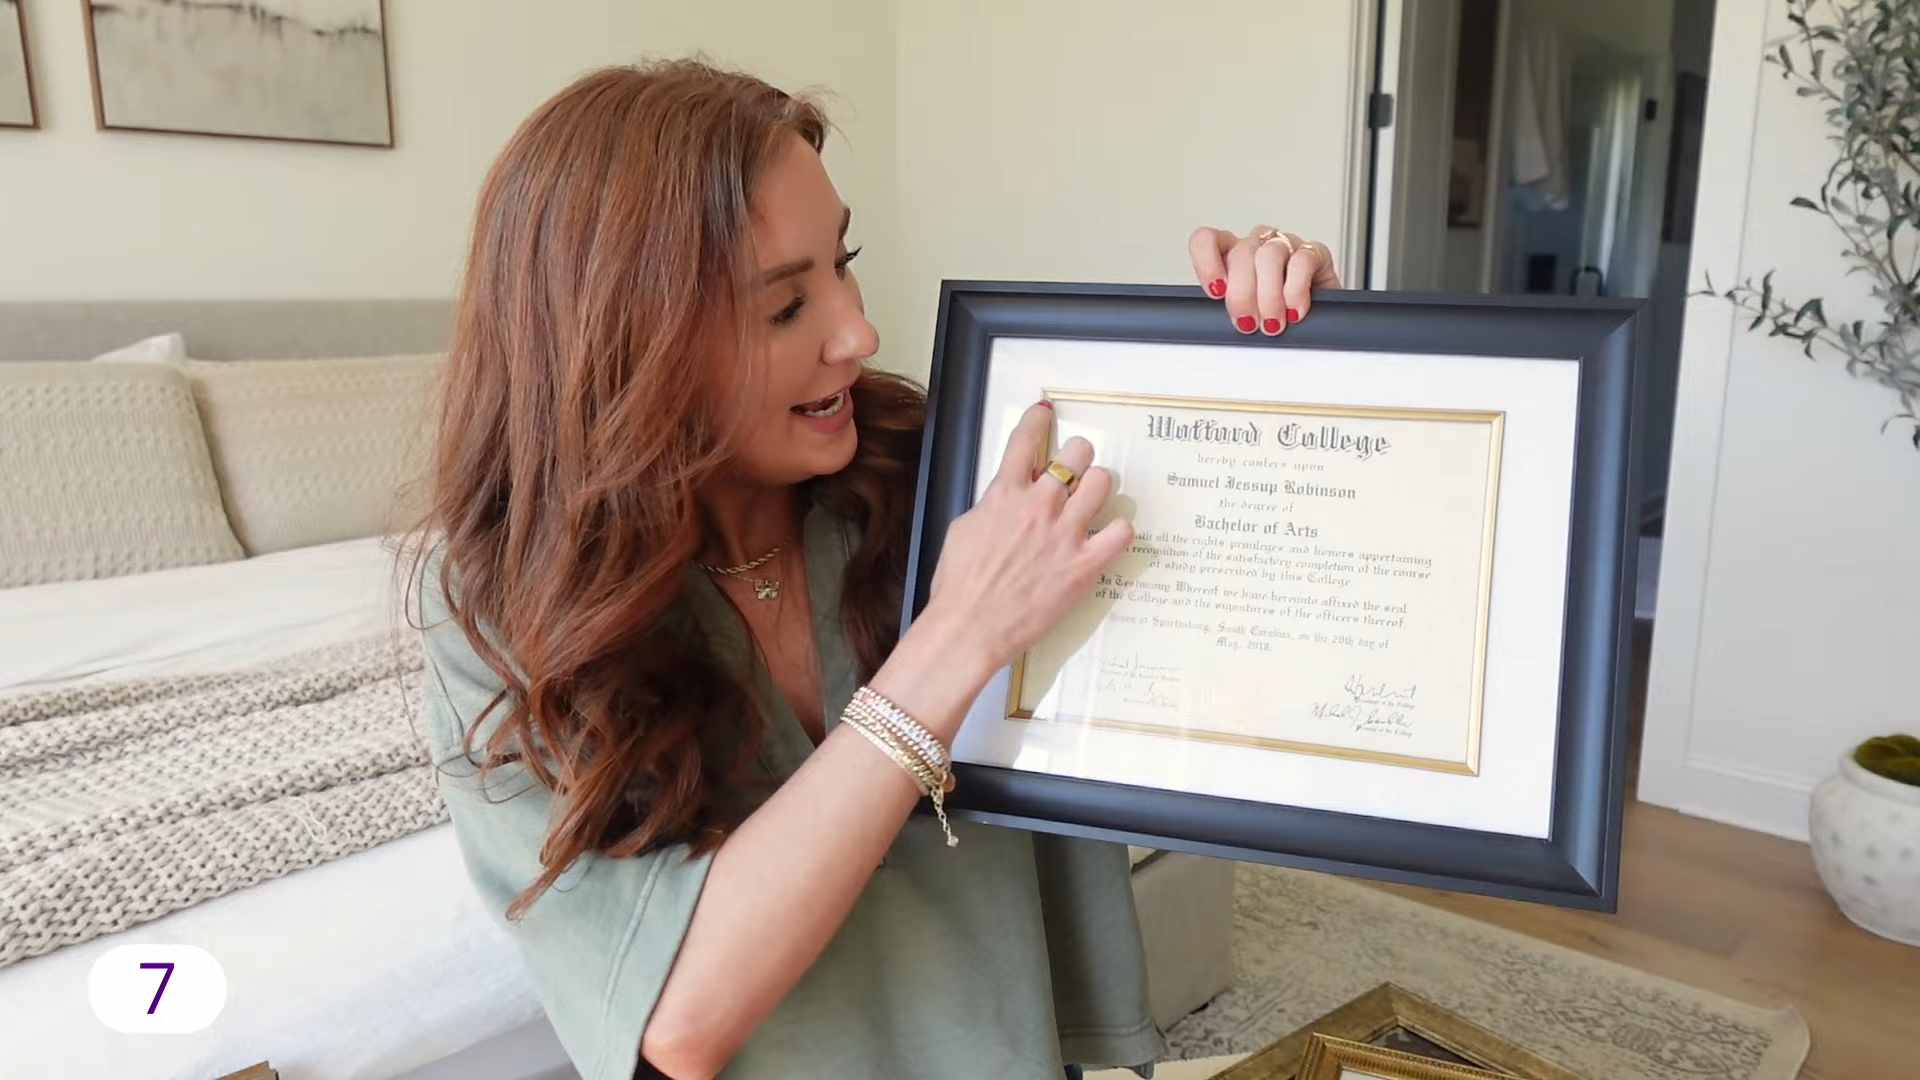 Wofford College
hereby confers upon
Samuel Jessup Robinson
the degree of
Bachelor of Arts
with all the rights, privileges and honors appertaining
recognition of the satisfactory completion of the course
of study prescribed by this College
In Testimony Whereof, we have hereunto affixed the seal
of the College and the signatures of the officers thereof
Given at Spartanburg, South Carolina, on the 20th day of
May, 2018.
7